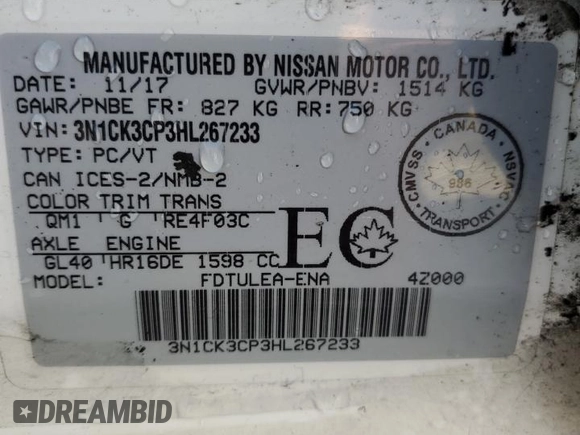 MANUFACTURED BY NISSAN MOTOR CO., LTD.
DATE: 11/17 GVWR/PNBV: 1514 KG
GAWR/PNBE FR: 827 KG RR: 750 KG
VIN: 3N1CK3CP3HL267233
TYPE: PC/VT
CAN ICES-2/NMB-2
COLOR TRIM TRANS
QM1 G RE4F03C
AXLE ENGINE
GL40 HR16DE 1598 CC
EC
MODEL: FDTULEA-ENA 4Z000
CANADA
CMVSS NSVAC
936
TRANSPORT
3N1CK3CP3HL267233
DREAMBID